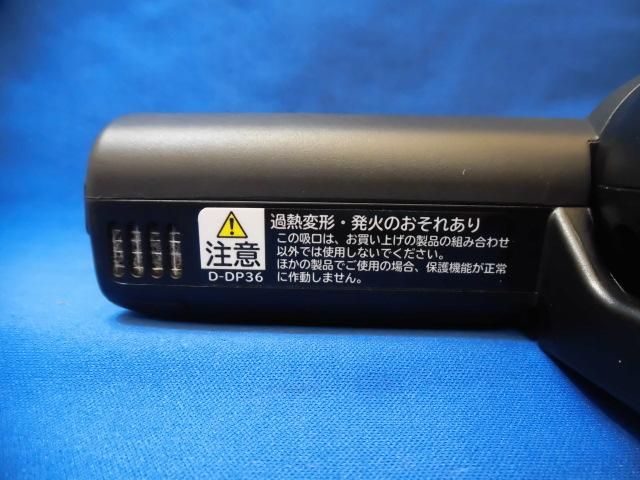 注意
D-DP36
過熱変形・発火のおそれあり
この吸口は、お買い上げの製品の組み合わせ
以外では使用しないでください。
ほかの製品でご使用の場合、保護機能が正常
に作動しません。